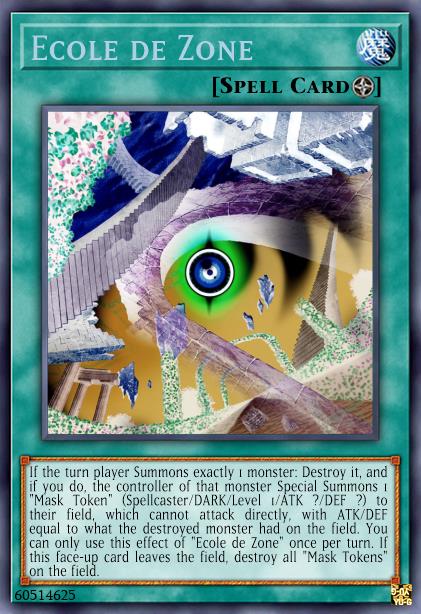 Ecole de Zone
[Spell Card]
If the turn player Summons exactly 1 monster: Destroy it, and
if you do, the controller of that monster Special Summons 1
"Mask Token" (Spellcaster/DARK/Level 1/ATK ?/DEF ?) to
their field, which cannot attack directly, with ATK/DEF
equal to what the destroyed monster had on the field. You
can only use this effect of "Ecole de Zone" once per turn. If
this face-up card leaves the field, destroy all "Mask Tokens"
on the field.
60514625